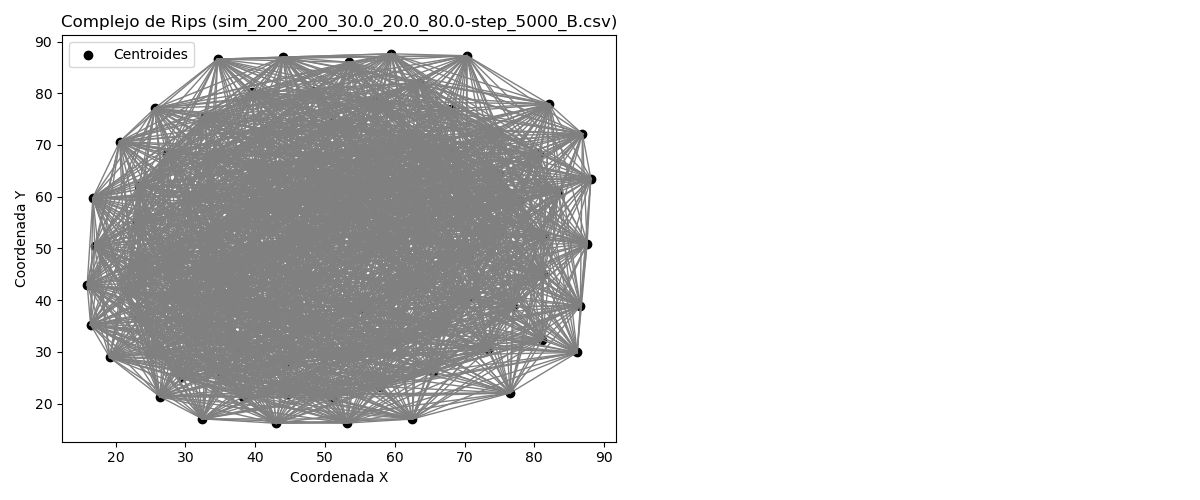 Complejo de Rips (sim_200_200_30.0_20.0_80.0-step_5000_B.csv)
Centroides
90
80
70
60
50
40
30
20
Coordenada Y
20 30 40 50 60 70 80 90
Coordenada X